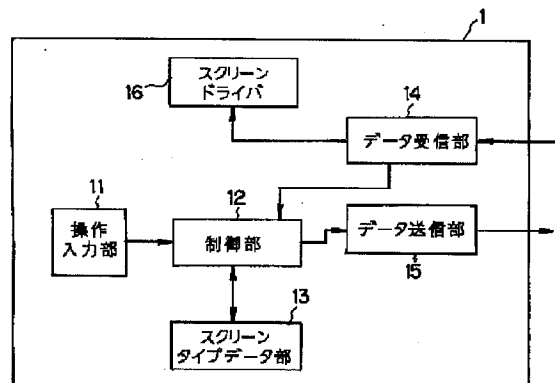 1
スクリーン
ドライバ
16
14
データ受信部
11
操作
入力部
12
制御部
データ送信部
15
13
スクリーン
タイプデータ部